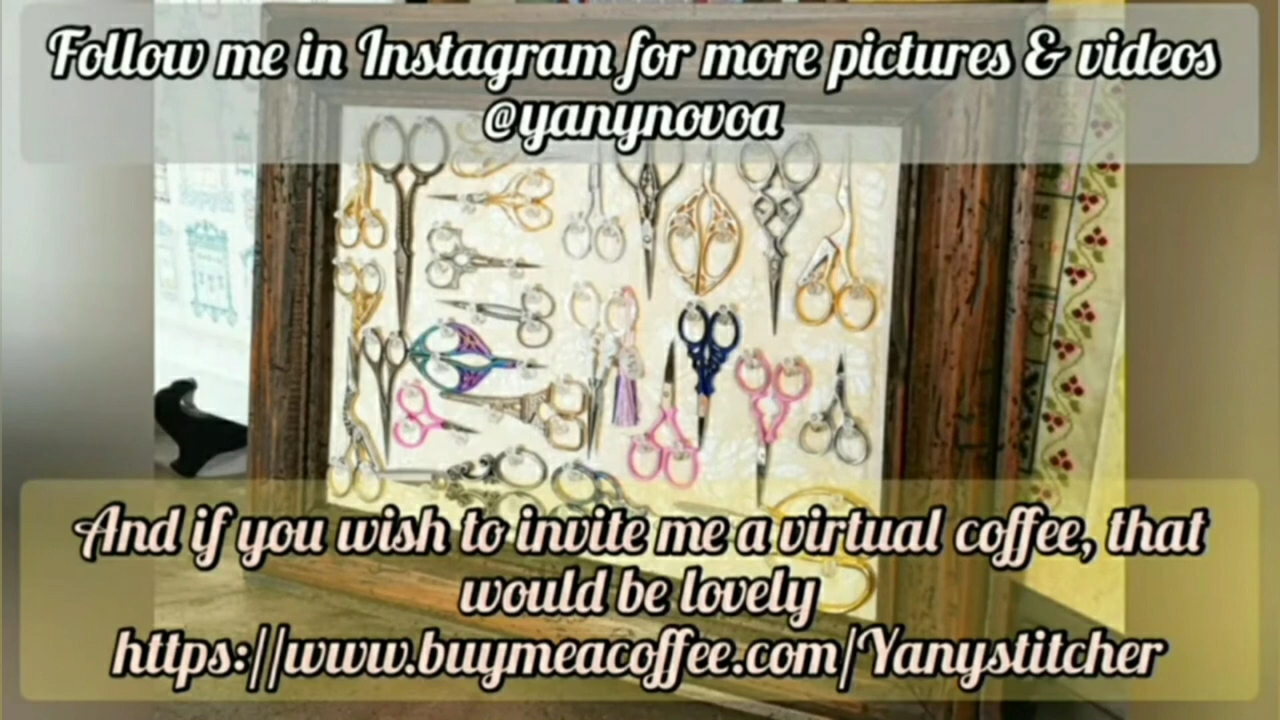 Follow me in Instagram for more pictures & videos
@yanynovoa
And if you wish to invite me a virtual coffee, that
would be lovely
https://www.buymeacoffee.com/Yanystitcher